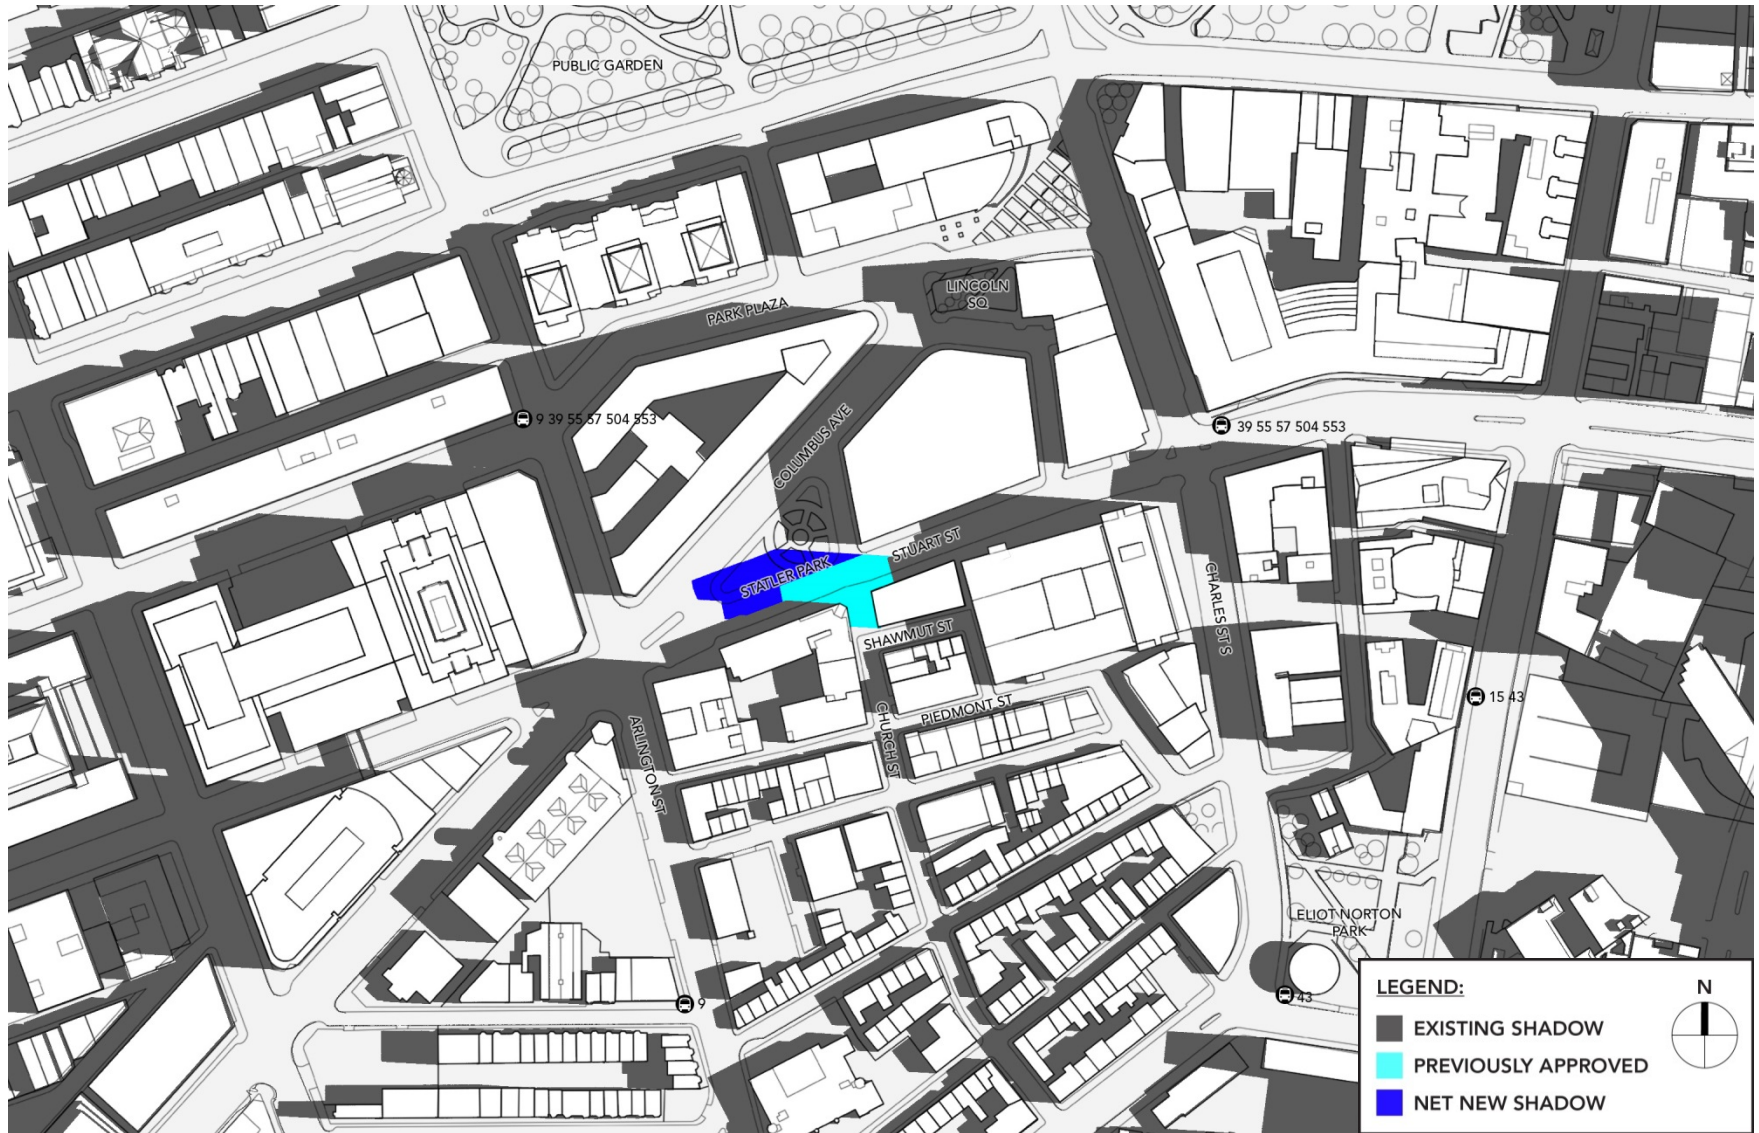 PUBLIC GARDEN
LINCOLN
SQ
PARK PLAZA
9 39 55 57 504 553
COLUMBUS AVE
39 55 57 504 553
STUART ST
STATLER PARK
CHARLES ST S
SHAWMUT ST
15 43
PIEDMONT ST
ARLINGTON ST
CHURCH ST
ELIOT NORTON
PARK
9
43
LEGEND:
N
EXISTING SHADOW
PREVIOUSLY APPROVED
NET NEW SHADOW